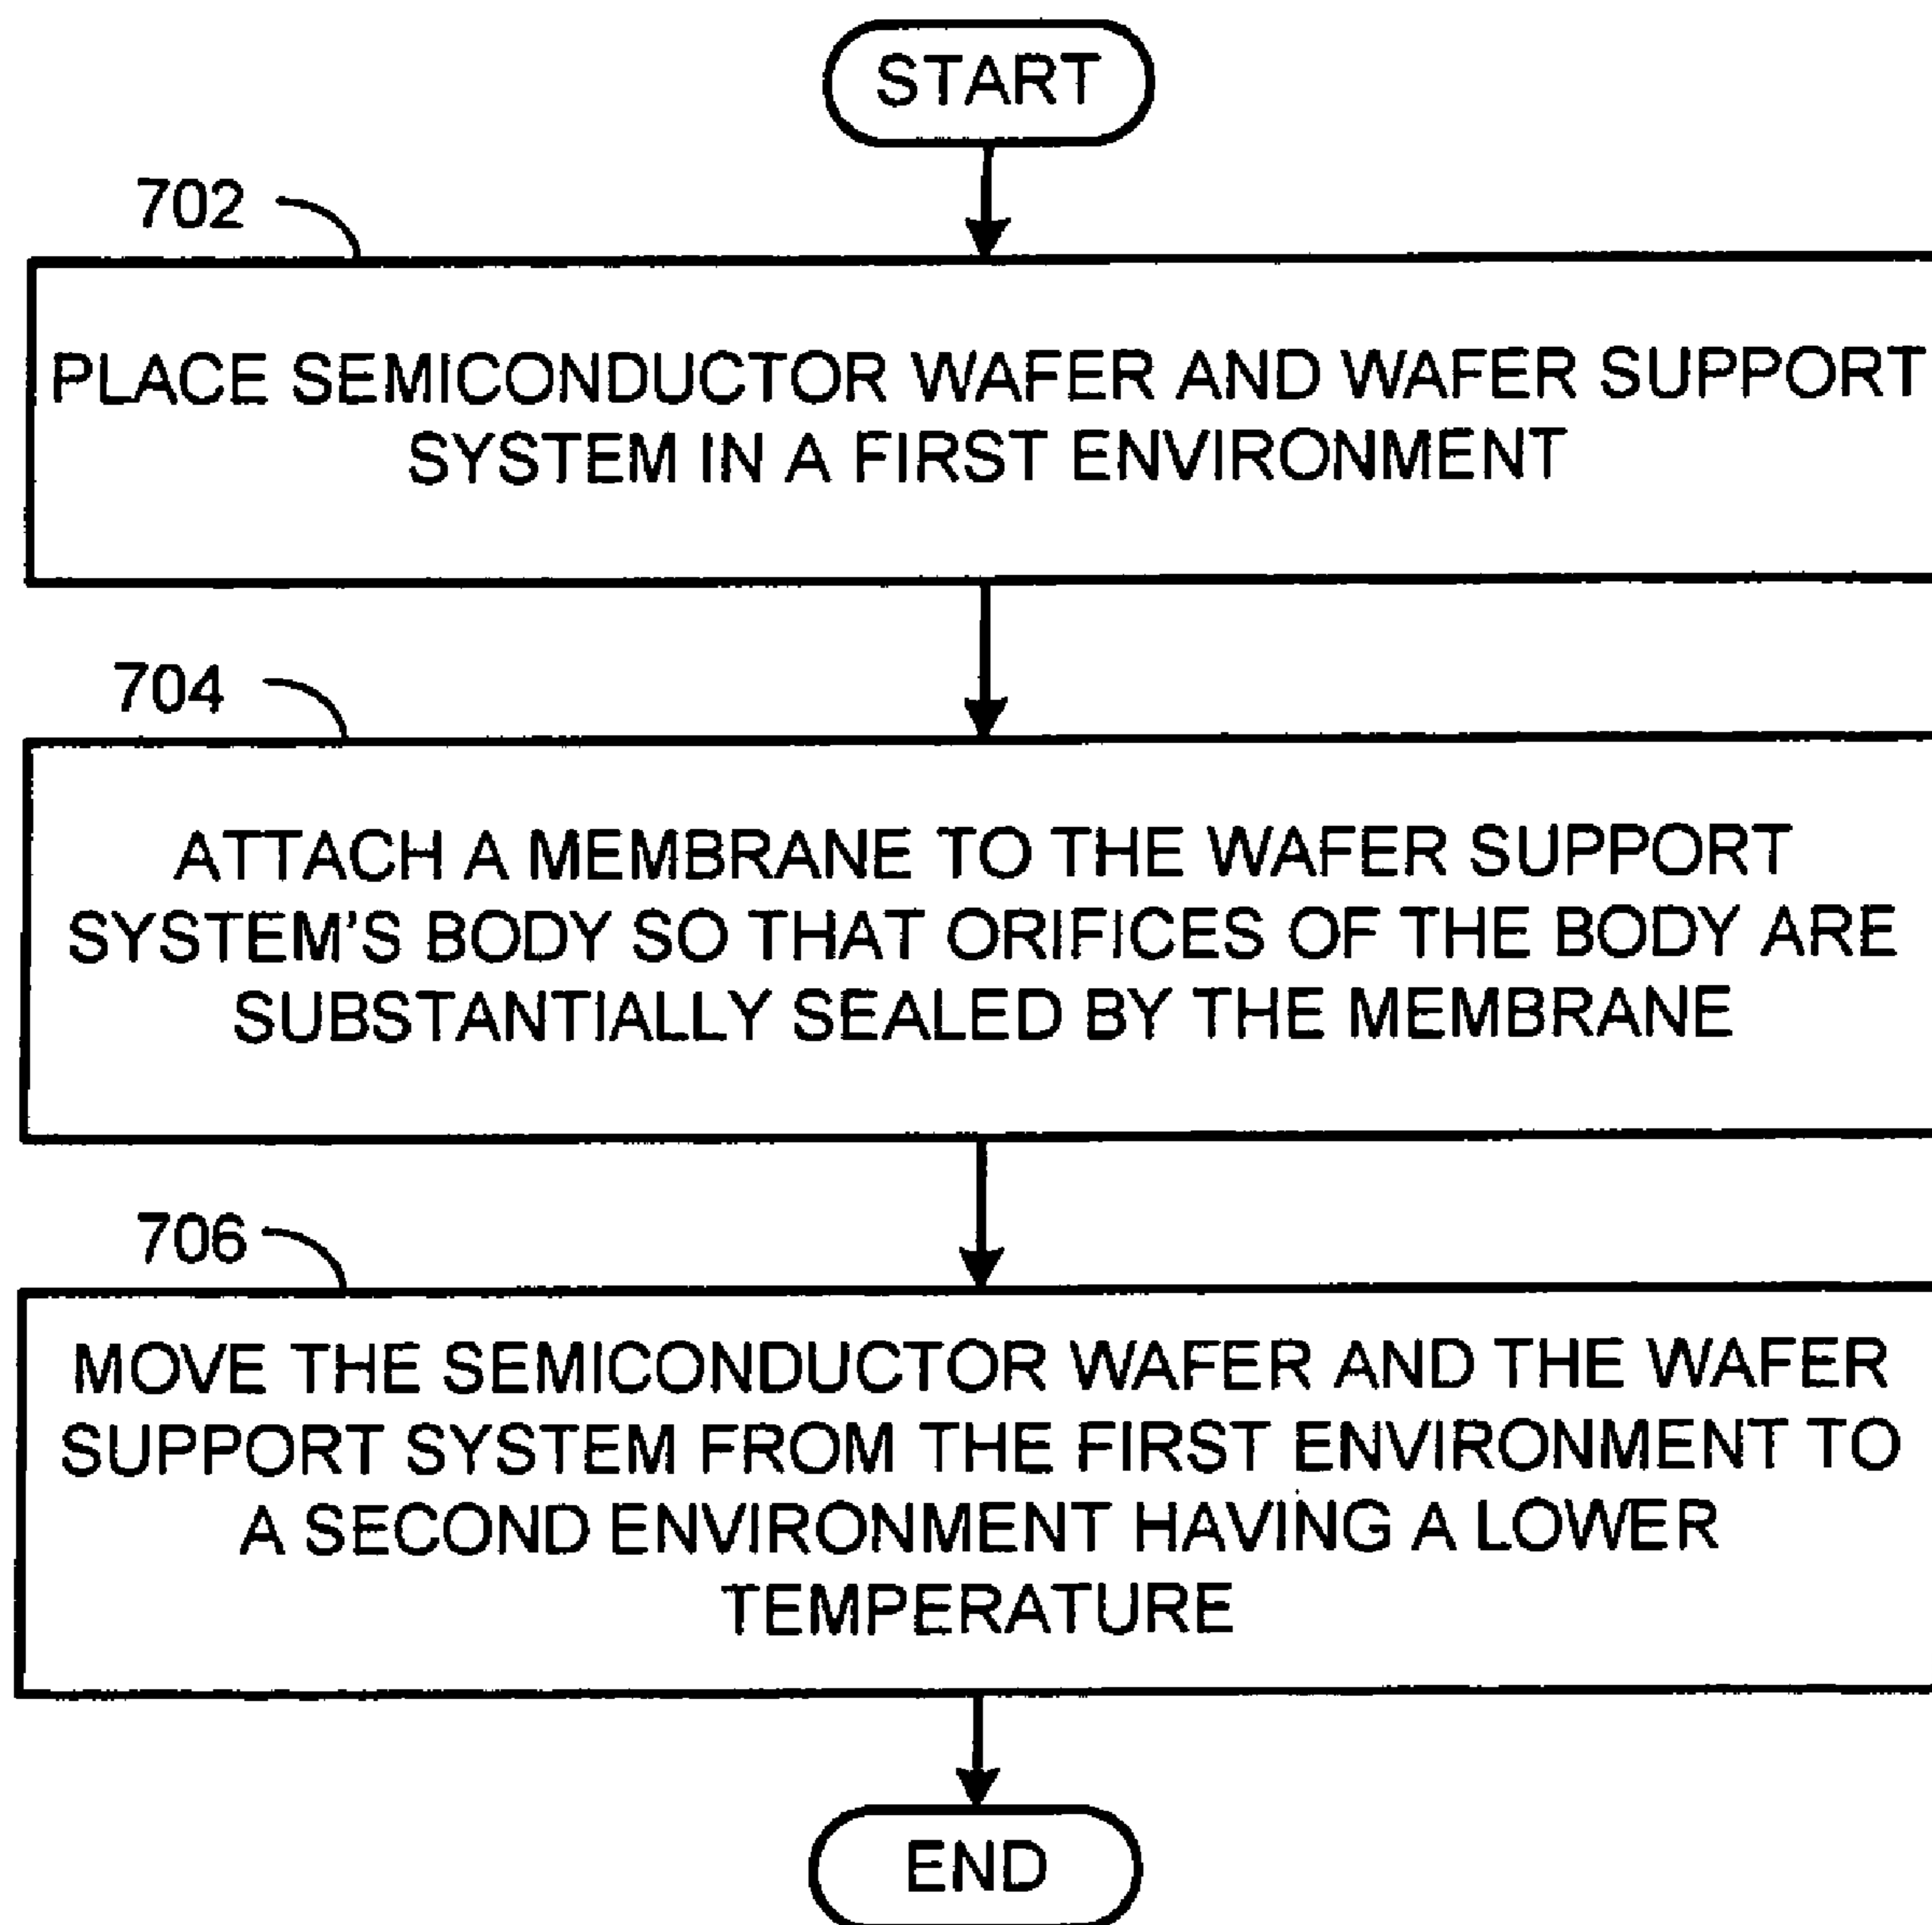 START
702
PLACE SEMICONDUCTOR WAFER AND WAFER SUPPORT
SYSTEM IN A FIRST ENVIRONMENT
704
ATTACH A MEMBRANE TO THE WAFER SUPPORT
SYSTEM'S BODY SO THAT ORIFICES OF THE BODY ARE
SUBSTANTIALLY SEALED BY THE MEMBRANE
706
MOVE THE SEMICONDUCTOR WAFER AND THE WAFER
SUPPORT SYSTEM FROM THE FIRST ENVIRONMENT TO
A SECOND ENVIRONMENT HAVING A LOWER
TEMPERATURE
END